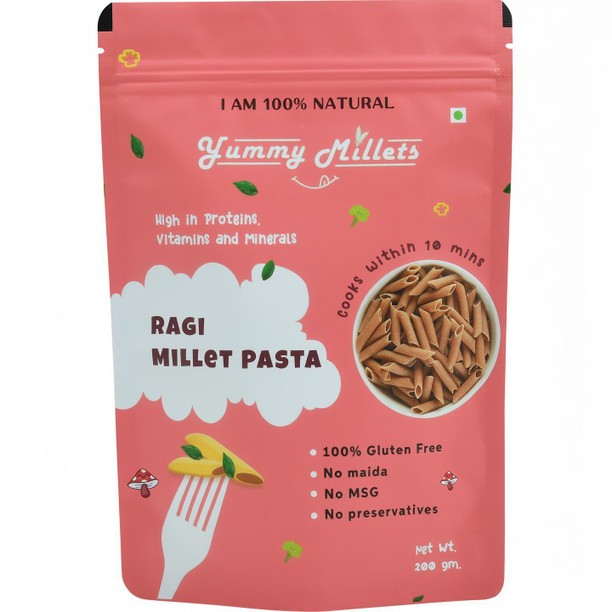 I AM 100% NATURAL
Yummy Millets
High in Proteins,
Vitamins and Minerals
Cooks within 10 mins
RAGI
MILLET PASTA
100% Gluten Free
No maida
No MSG
No preservatives
Net Wt.
200 gm.